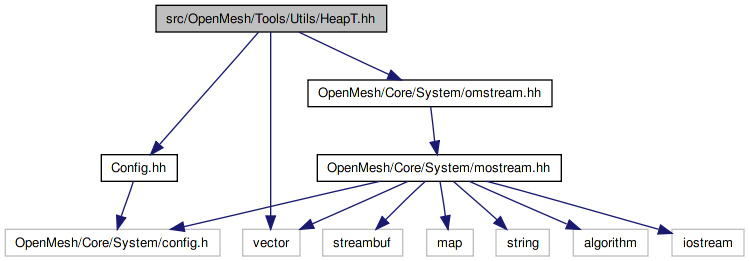 src/OpenMesh/Tools/Utils/HeapT.hh
OpenMesh/Core/System/omstream.hh
Config.hh
OpenMesh/Core/System/mostream.hh
OpenMesh/Core/System/config.h
vector
streambuf
map
string
algorithm
iostream